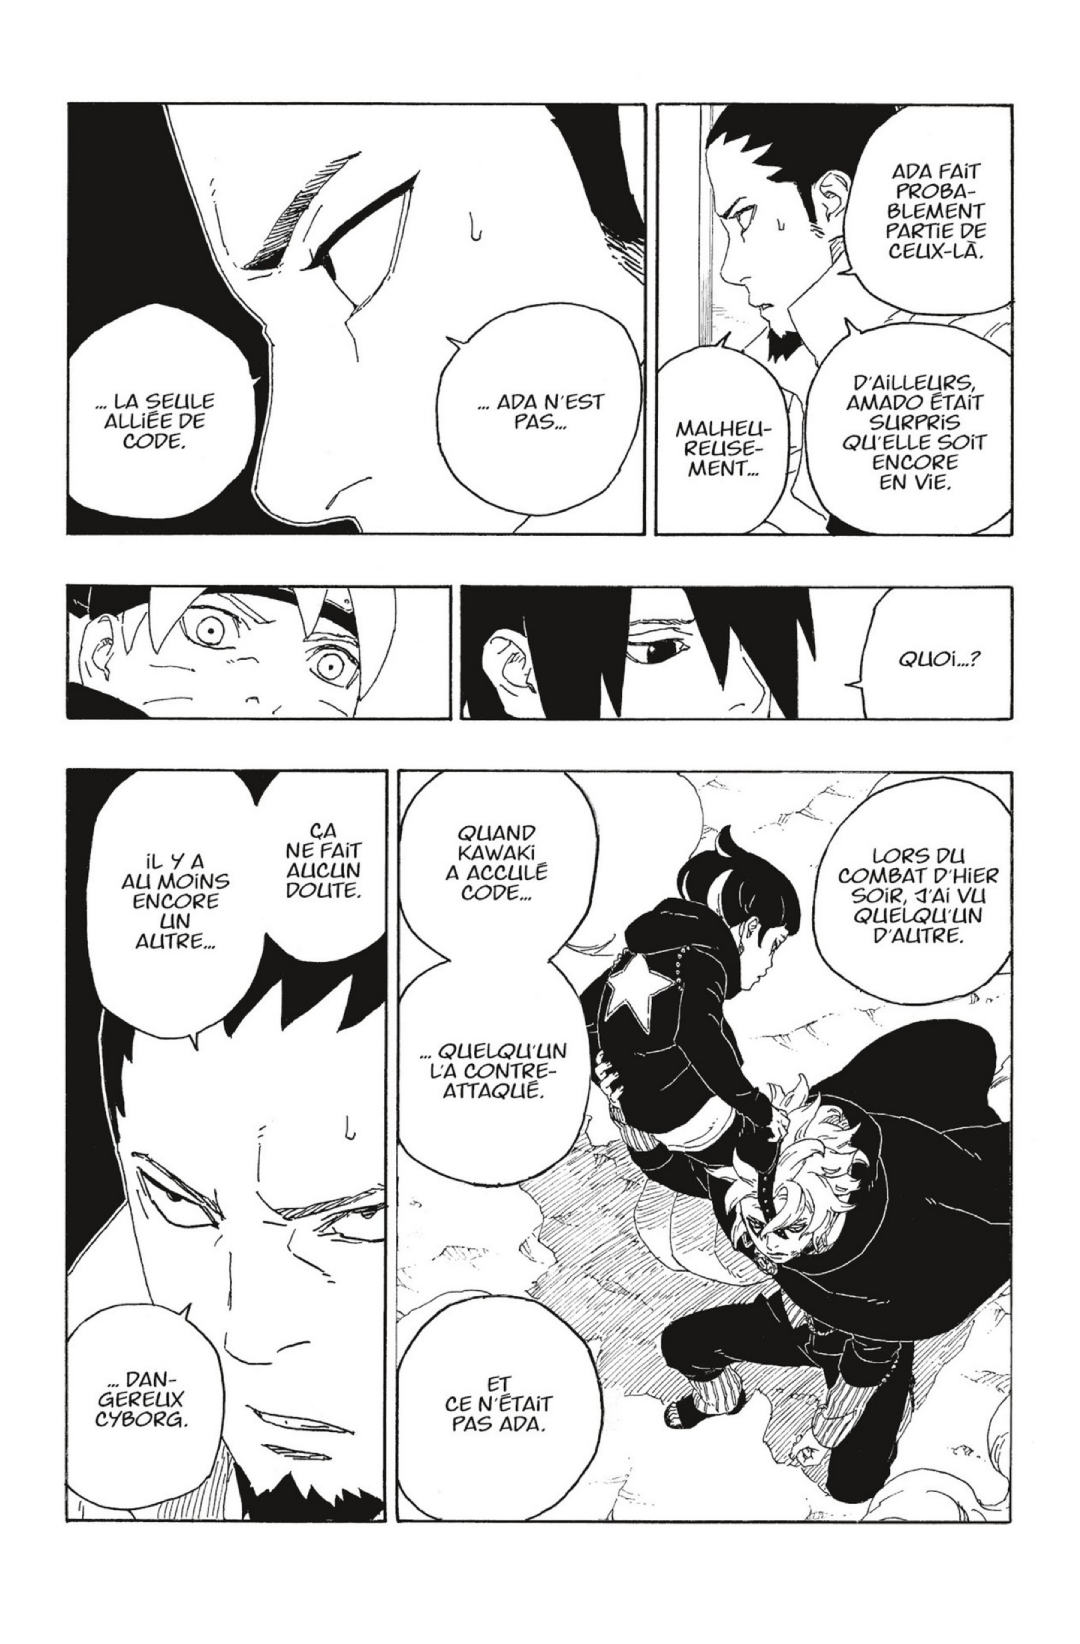 ADA FAIT
PROBA-
BLEMENT
PARTIE DE
CEUX-LÀ.
D'AILLEURS,
AMADO ÉTAIT
SURPRIS
QU'ELLE SOIT
ENCORE
EN VIE.
MALHEU-
REUSE-
MENT...
... ADA N'EST
PAS...
... LA SEULE
ALLIÉE DE
CODE.
QUOI...?
LORS DU
COMBAT D'HIER
SOIR, J'AI VU
QUELQU'UN
D'AUTRE.
QUAND
KAWAKI
A ACCULÉ
CODE...
... QUELQU'UN
L'A CONTRE-
ATTAQUÉ.
ET
CE N'ÉTAIT
PAS ADA.
ÇA
NE FAIT
AUCUN
DOUTE.
IL Y A
AU MOINS
ENCORE
UN
AUTRE...
... DAN-
GEREUX
CYBORG.